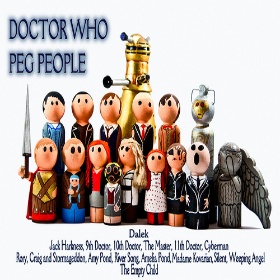 DOCTOR WHO
PEG PEOPLE
Dalek
Jack Harkness, 9th Doctor, 10th Doctor, The Master, 11th Doctor, Cyberman
Rory, Craig and Stormageddon, Amy Pond, River Song, Amelia Pond, Madame Kovarian, Silent, Weeping Angel
The Empty Child